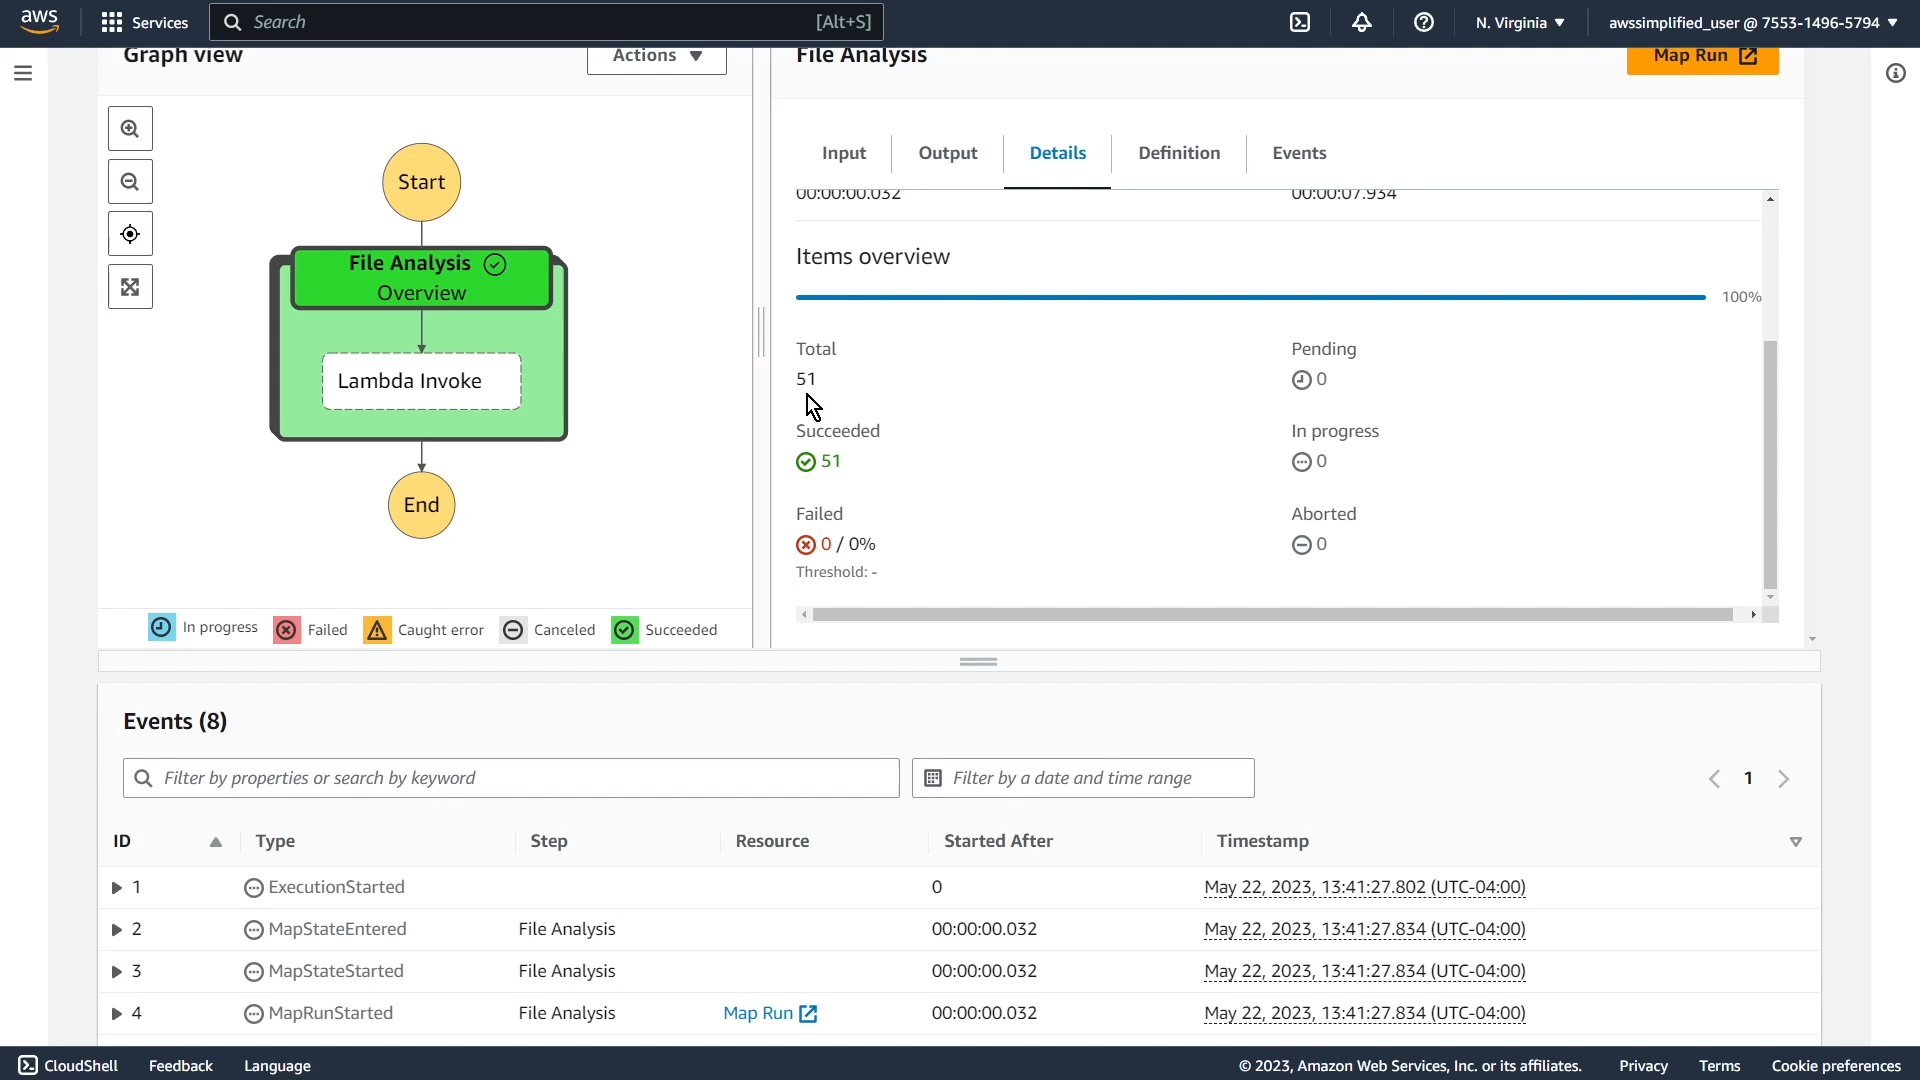 aws Services Search [Alt+S] N. Virginia ▼ awssimplified_user @ 7553-1496-5794 ▼
Graph view Actions ▼
Start
File Analysis
Overview
Lambda Invoke
End
In progress Failed Caught error Canceled Succeeded
File Analysis Map Run
Input Output Details Definition Events
00:00:00.032 00:00:07.934
Items overview
100%
Total Pending
51 0
Succeeded In progress
51 0
Failed Aborted
0 / 0% 0
Threshold: -
Events (8)
Filter by properties or search by keyword Filter by a date and time range 1
ID Type Step Resource Started After Timestamp
1 ExecutionStarted 0 May 22, 2023, 13:41:27.802 (UTC-04:00)
2 MapStateEntered File Analysis 00:00:00.032 May 22, 2023, 13:41:27.834 (UTC-04:00)
3 MapStateStarted File Analysis 00:00:00.032 May 22, 2023, 13:41:27.834 (UTC-04:00)
4 MapRunStarted File Analysis Map Run 00:00:00.032 May 22, 2023, 13:41:27.834 (UTC-04:00)
CloudShell Feedback Language © 2023, Amazon Web Services, Inc. or its affiliates. Privacy Terms Cookie preferences